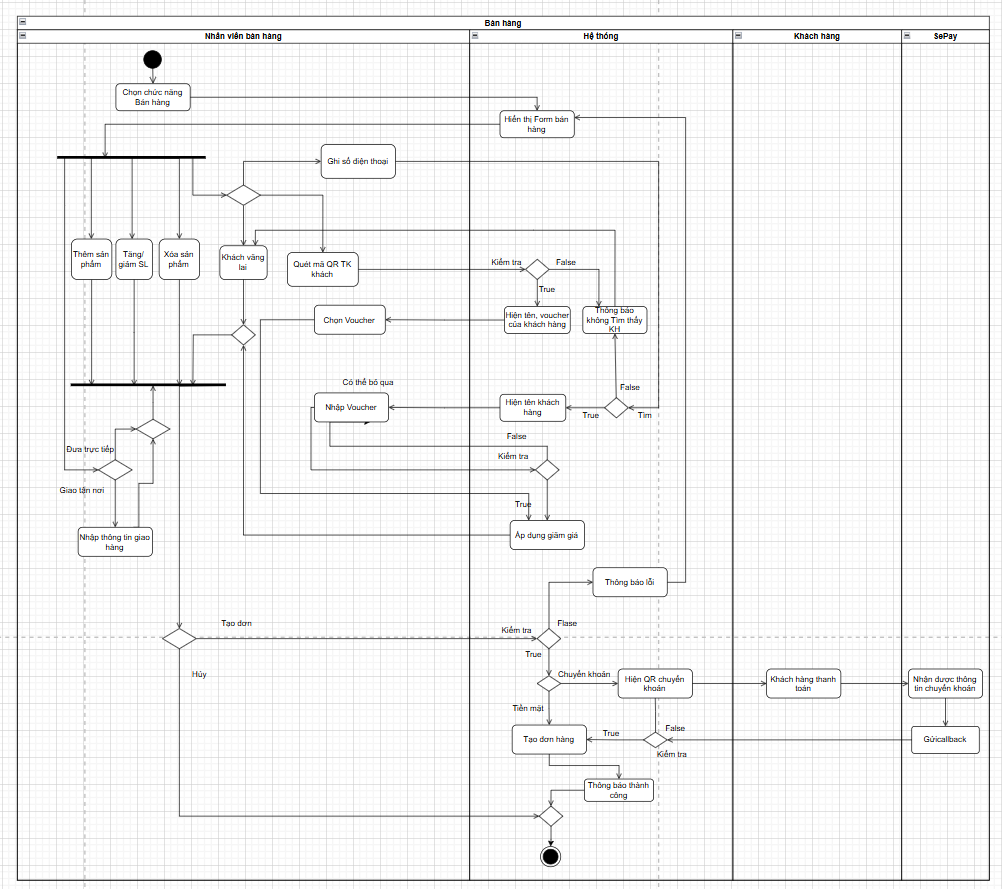 Bán hàng
Nhân viên bán hàng
Hệ thống
Khách hàng
SePay
Chọn chức năng
Bán hàng
Hiển thị Form bán
hàng
Ghi số điện thoại
Thêm sản
phẩm
Tăng/
giảm SL
Xóa sản
phẩm
Khách vãng
lai
Quét mã QR TK
khách
Kiểm tra
False
True
Chọn Voucher
Hiện tên, voucher
của khách hàng
Thông báo
không Tìm thấy
KH
Có thể bỏ qua
Nhập Voucher
Hiện tên khách
hàng
False
True
Tìm
False
Kiểm tra
True
Đưa trực tiếp
Giao tận nơi
Nhập thông tin giao
hàng
Áp dụng giảm giá
Thông báo lỗi
Tạo đơn
Kiểm tra
Flase
True
Hủy
Chuyển khoản
Hiện QR chuyển
khoản
Khách hàng thanh
toán
Nhận được thông
tin chuyển khoản
Tiền mặt
Tạo đơn hàng
True
False
Kiểm tra
Gửicallback
Thông báo thành
công